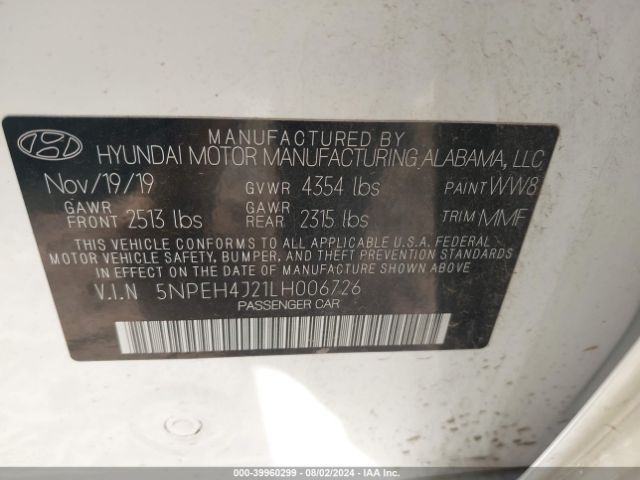 MANUFACTURED BY
HYUNDAI MOTOR MANUFACTURING ALABAMA, LLC
Nov/19/19 GVWR 4354 lbs PAINT WW8
GAWR FRONT 2513 lbs GAWR REAR 2315 lbs TRIM MMF
THIS VEHICLE CONFORMS TO ALL APPLICABLE U.S.A. FEDERAL
MOTOR VEHICLE SAFETY, BUMPER, AND THEFT PREVENTION STANDARDS
IN EFFECT ON THE DATE OF MANUFACTURE SHOWN ABOVE.
V.I.N 5NPEH4J21LH006726
PASSENGER CAR
000-39960299 - 08/02/2024 - IAAI.COM